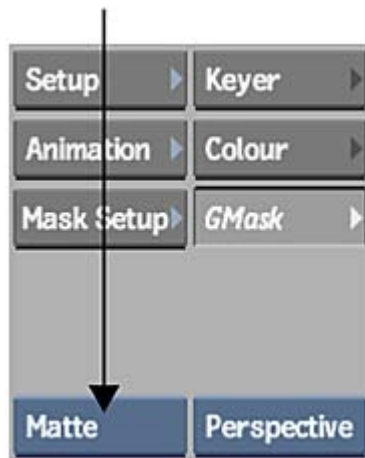 Setup Keyer
Animation Colour
Mask Setup GMask
Matte Perspective